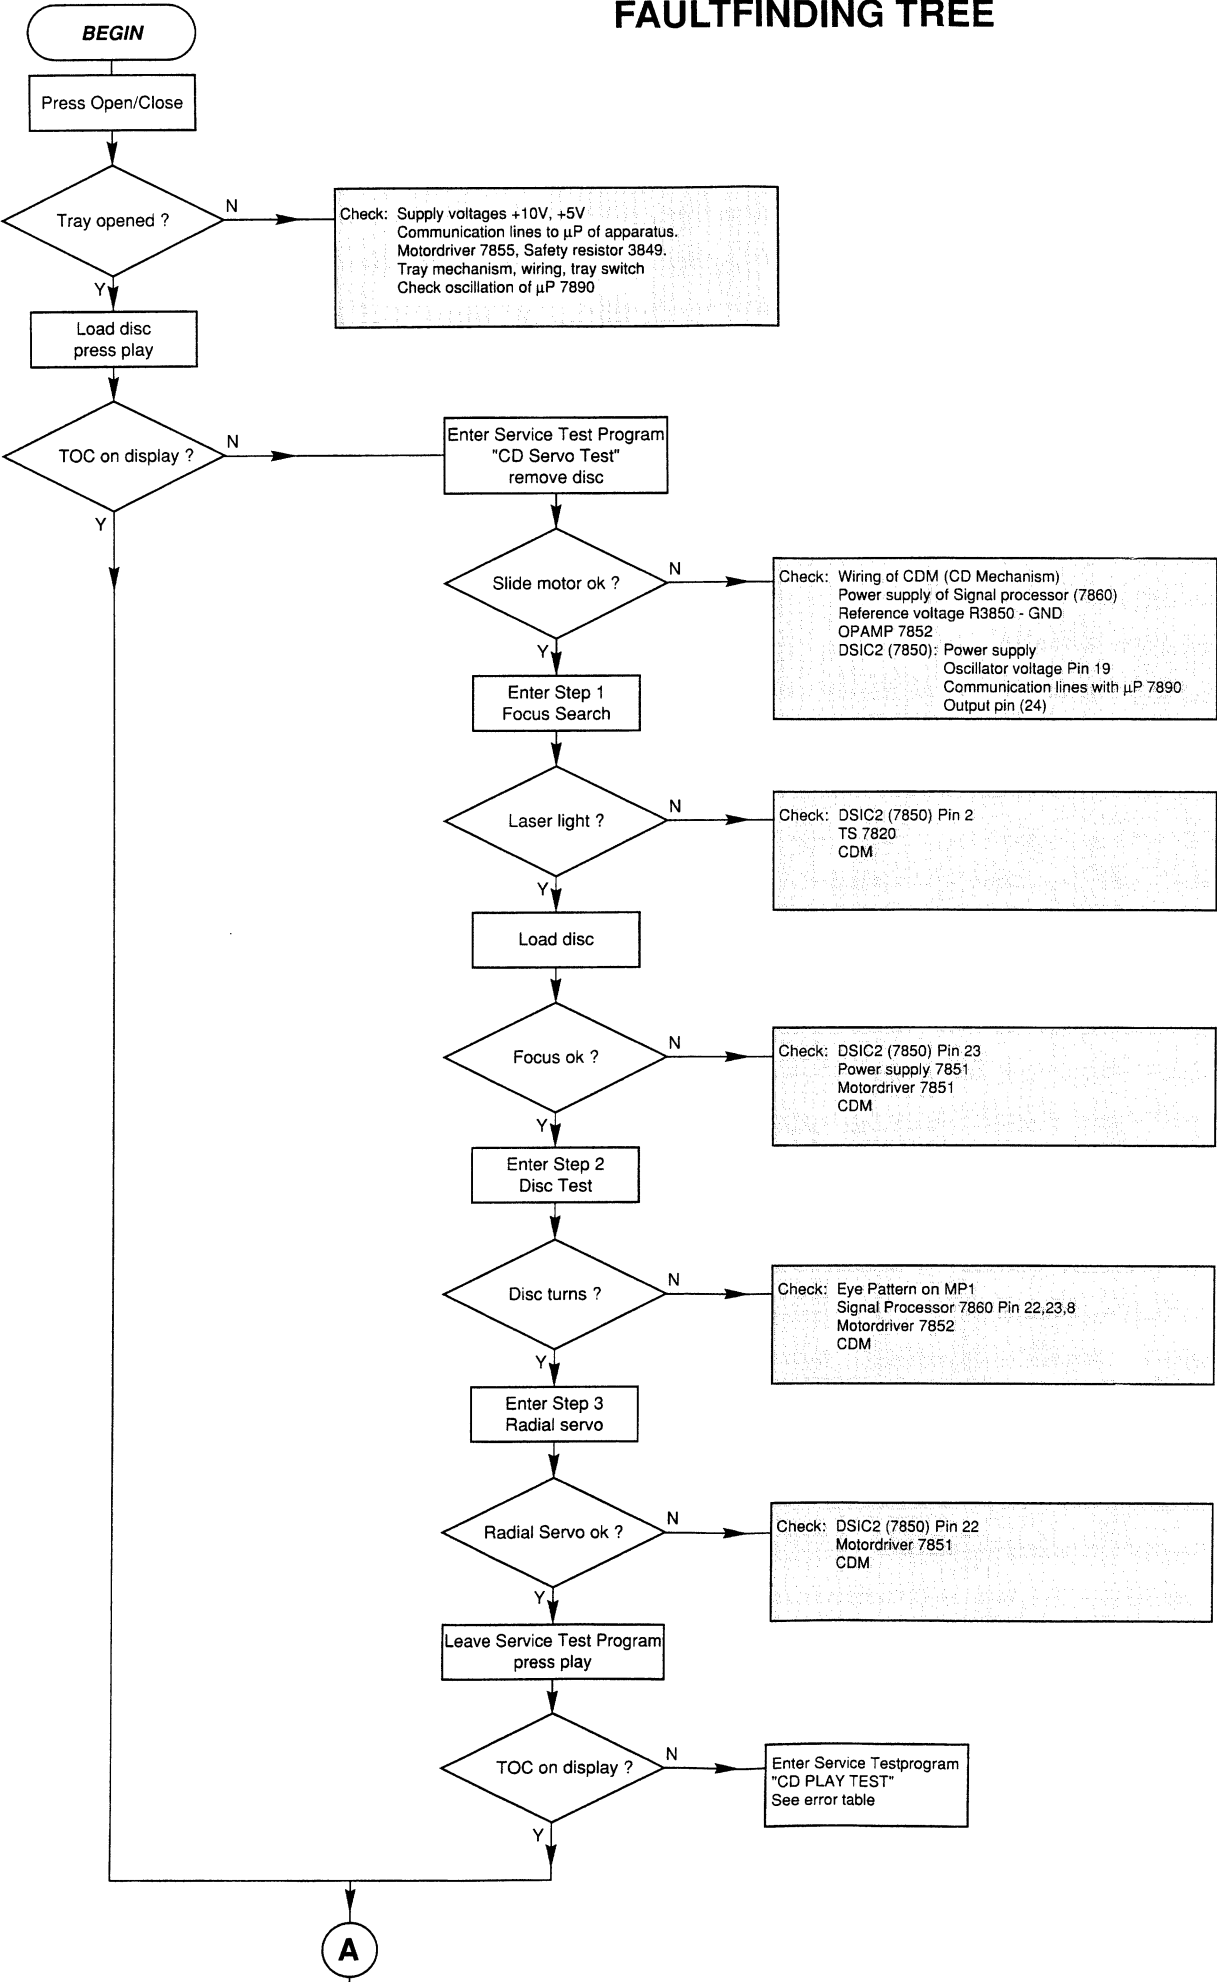 FAULTFINDING TREE
BEGIN
Press Open/Close
Tray opened ?
N
Check: Supply voltages +10V, +5V
Communication lines to µP of apparatus.
Motordriver 7855, Safety resistor 3849.
Tray mechanism, wiring, tray switch
Check oscillation of µP 7890
Y
Load disc
press play
TOC on display ?
N
Y
Enter Service Test Program
"CD Servo Test"
remove disc
Slide motor ok ?
N
Check: Wiring of CDM (CD Mechanism)
Power supply of Signal processor (7860)
Reference voltage R3850 - GND
OPAMP 7852
DSIC2 (7850): Power supply
Oscillator voltage Pin 19
Communication lines with µP 7890
Output pin (24)
Y
Enter Step 1
Focus Search
Laser light ?
N
Check: DSIC2 (7850) Pin 2
TS 7820
CDM
Y
Load disc
Focus ok ?
N
Check: DSIC2 (7850) Pin 23
Power supply 7851
Motordriver 7851
CDM
Y
Enter Step 2
Disc Test
Disc turns ?
N
Check: Eye Pattern on MP1
Signal Processor 7860 Pin 22,23,8
Motordriver 7852
CDM
Y
Enter Step 3
Radial servo
Radial Servo ok ?
N
Check: DSIC2 (7850) Pin 22
Motordriver 7851
CDM
Y
Leave Service Test Program
press play
TOC on display ?
N
Enter Service Testprogram
"CD PLAY TEST"
See error table
Y
A